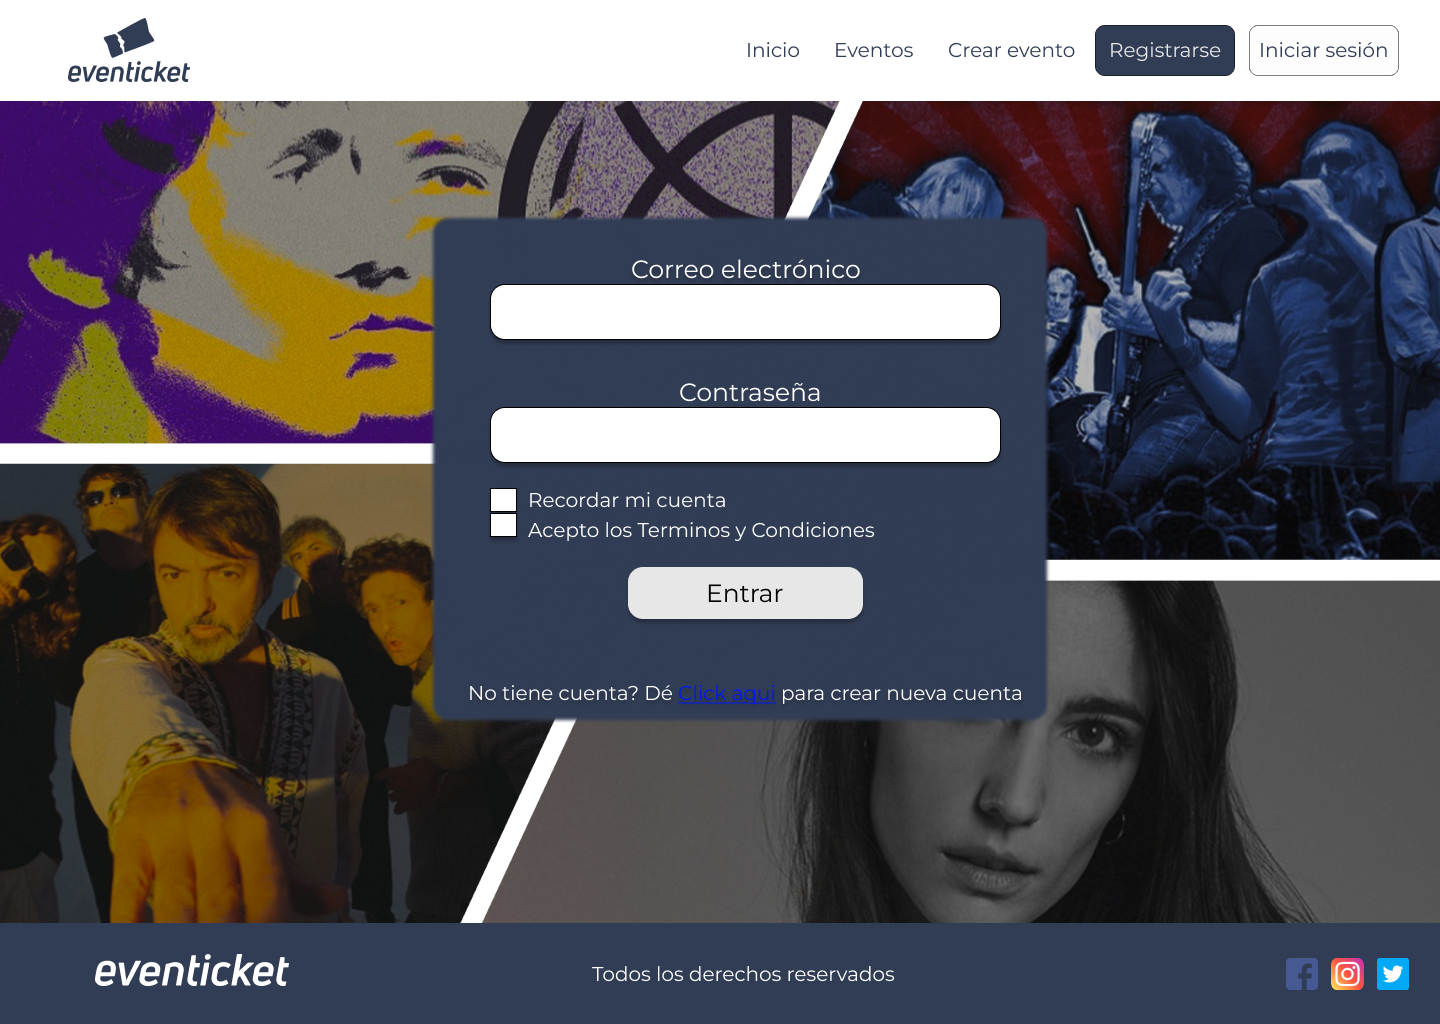 eventicket
Inicio Eventos Crear evento Registrarse Iniciar sesión
Correo electrónico
Contraseña
Recordar mi cuenta
Acepto los Terminos y Condiciones
Entrar
No tiene cuenta? Dé Click aqui para crear nueva cuenta
eventicket
Todos los derechos reservados